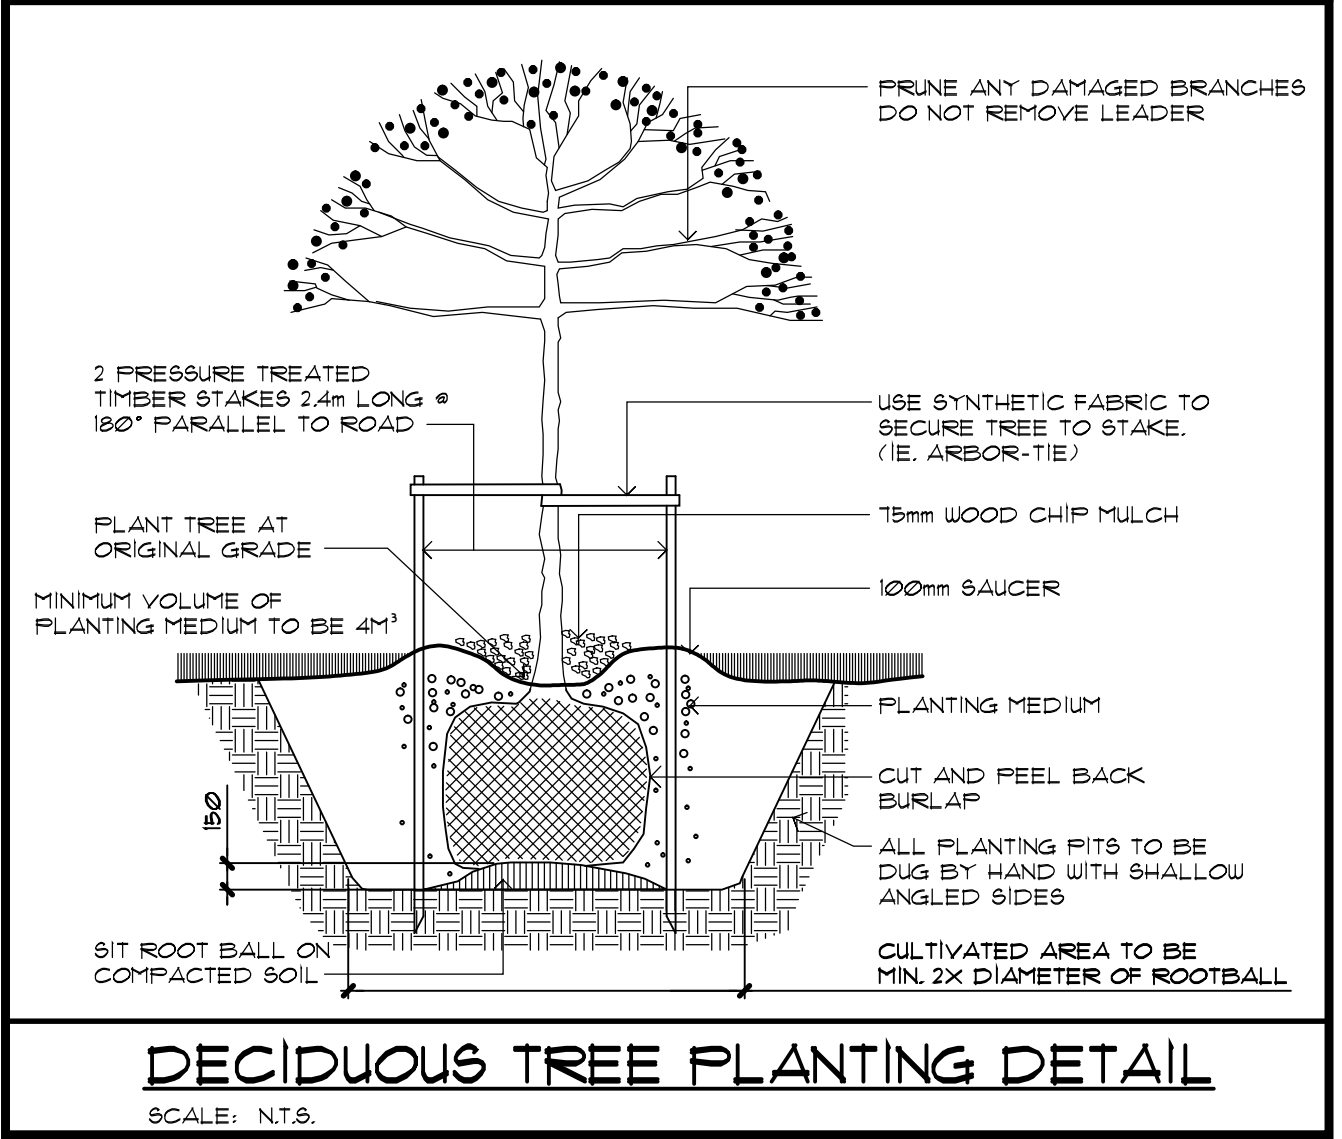 PRUNE ANY DAMAGED BRANCHES
DO NOT REMOVE LEADER
2 PRESSURE TREATED
TIMBER STAKES 2.4m LONG @
180° PARALLEL TO ROAD
USE SYNTHETIC FABRIC TO
SECURE TREE TO STAKE.
(IE. ARBOR-TIE)
PLANT TREE AT
ORIGINAL GRADE
75mm WOOD CHIP MULCH
100mm SAUCER
MINIMUM VOLUME OF
PLANTING MEDIUM TO BE 4M³
PLANTING MEDIUM
CUT AND PEEL BACK
BURLAP
150
ALL PLANTING PITS TO BE
DUG BY HAND WITH SHALLOW
ANGLED SIDES
SIT ROOT BALL ON
COMPACTED SOIL
CULTIVATED AREA TO BE
MIN. 2X DIAMETER OF ROOTBALL
DECIDUOUS TREE PLANTING DETAIL
SCALE: N.T.S.